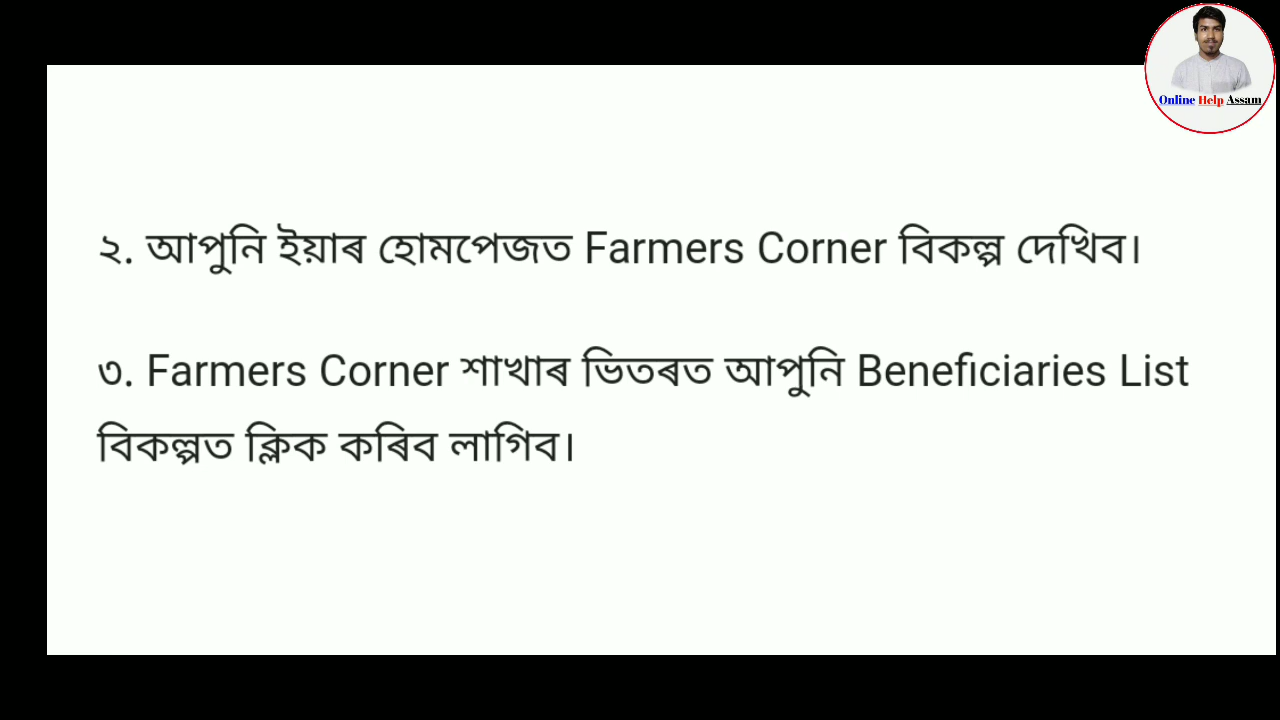 Online Help Assam
২. আপুনি ইয়াৰ হোমপেজত Farmers Corner বিকল্প দেখিব।
৩. Farmers Corner শাখাৰ ভিতৰত আপুনি Beneficiaries List
বিকল্পত ক্লিক কৰিব লাগিব।